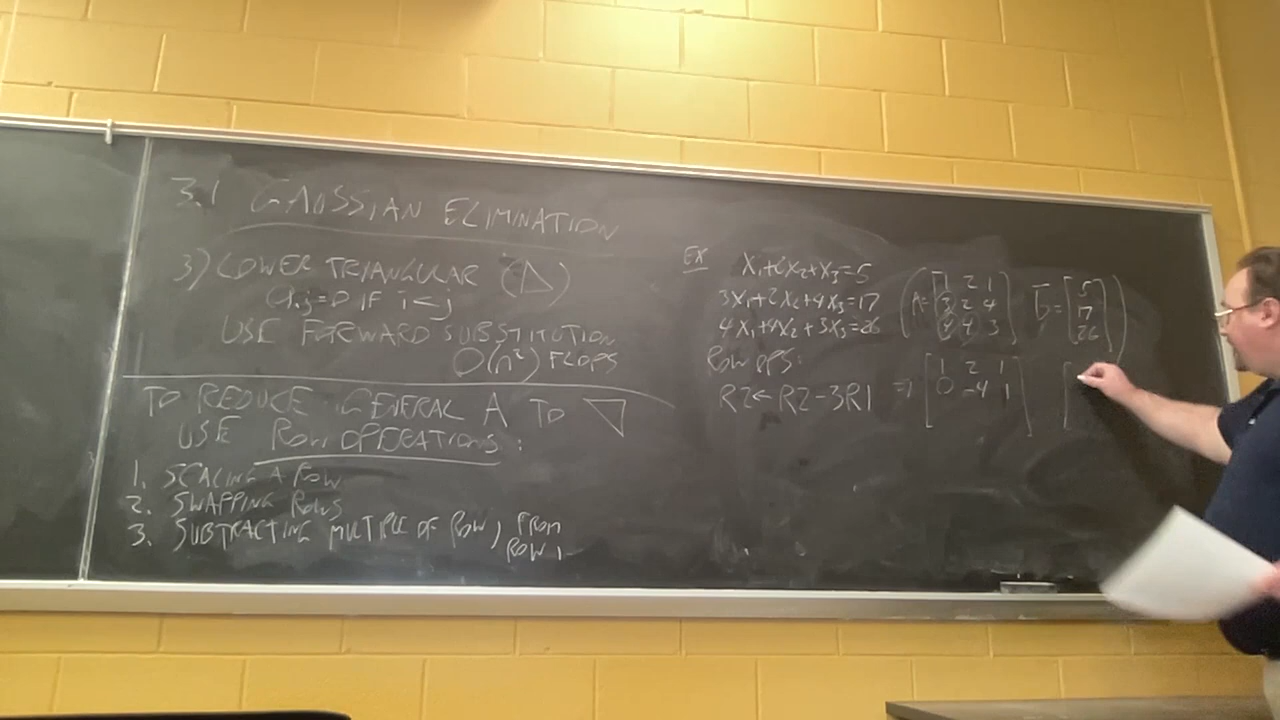 3.1 GAUSSIAN ELIMINATION
3) LOWER TRIANGULAR (◺)
aij=0 IF i<j
USE FORWARD SUBSTITUTION
O(n²) FLOPS
TO REDUCE GENERAL A TO ▽
USE ROW OPERATIONS:
1. SCALING A ROW
2. SWAPPING ROWS
3. SUBTRACTING MULTIPLE OF ROW j FROM
ROW i
EX x1+2x2+x3=5
3x1+2x2+4x3=17
4x1+4x2+3x3=26
(A=[1 2 1
3 2 4
4 4 3] b=[5
17
26])
ROW OPS:
R2←R2-3R1 ⇒ [1 2 1
0 -4 1